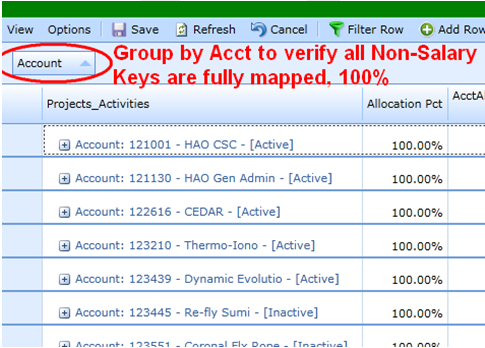 View Options Save Refresh Cancel Filter Row Add Row
Account
Group by Acct to verify all Non-Salary
Keys are fully mapped, 100%
Projects_Activities Allocation Pct AcctAl
Account: 121001 - HAO CSC - [Active] 100.00%
Account: 121130 - HAO Gen Admin - [Active] 100.00%
Account: 122616 - CEDAR - [Active] 100.00%
Account: 123210 - Thermo-Iono - [Active] 100.00%
Account: 123439 - Dynamic Evolutio - [Active] 100.00%
Account: 123445 - Re-fly Sumi - [Inactive] 100.00%
Account: 123551 - Coronal Flx Rope - [Inactive] 100.00%